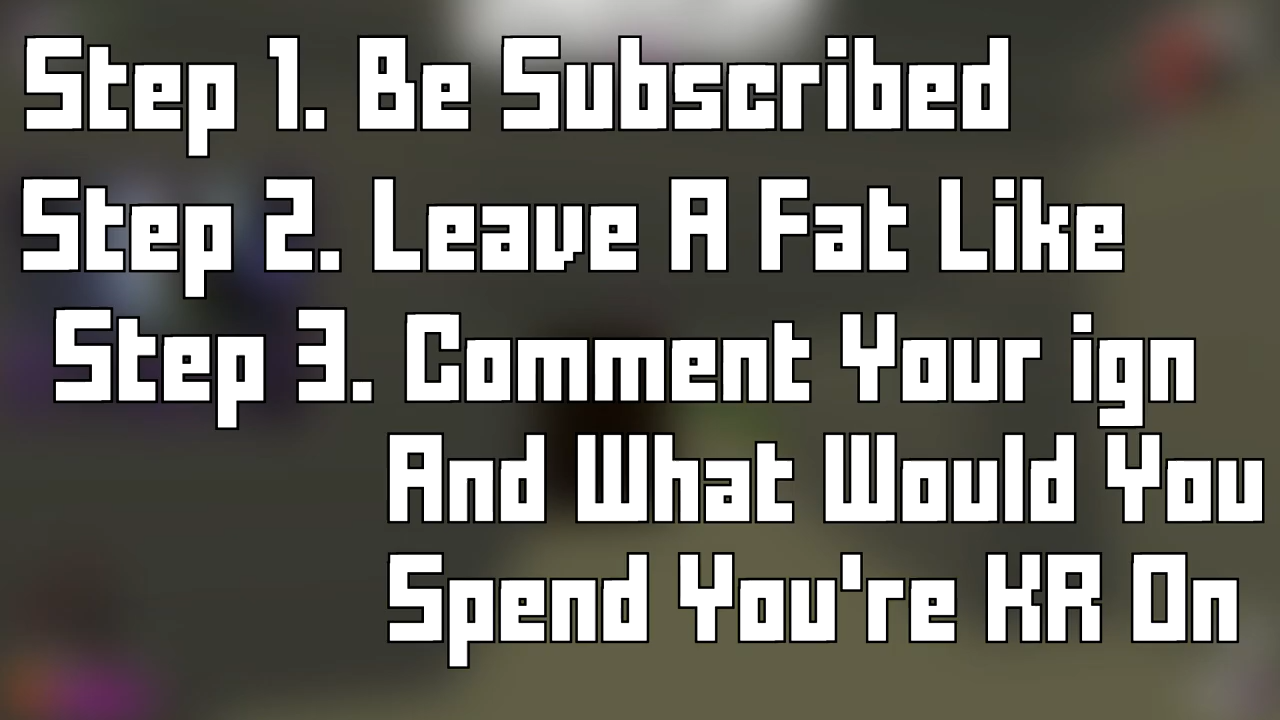 Step 1. Be Subscribed
Step 2. Leave A Fat Like
Step 3. Comment Your ign
And What Would You
Spend You're KR On